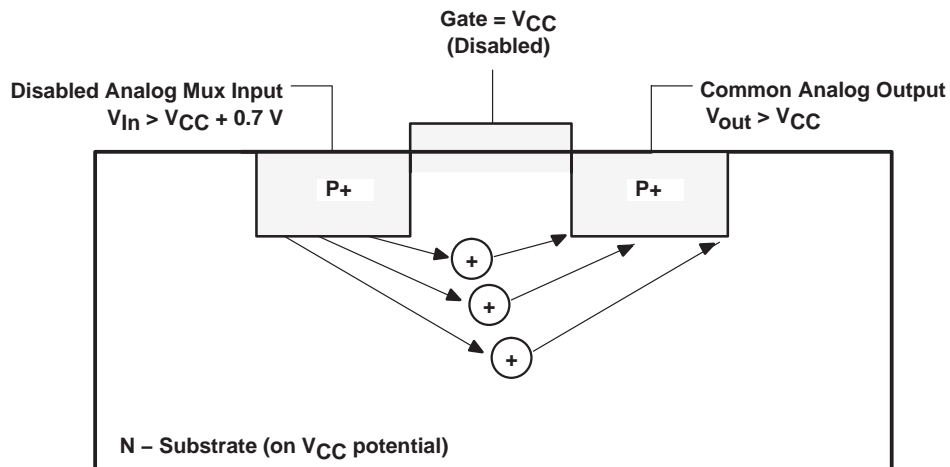 Gate = VCC
(Disabled)
Disabled Analog Mux Input
VIn > VCC + 0.7 V
Common Analog Output
Vout > VCC
P+
P+
+
+
+
N – Substrate (on VCC potential)